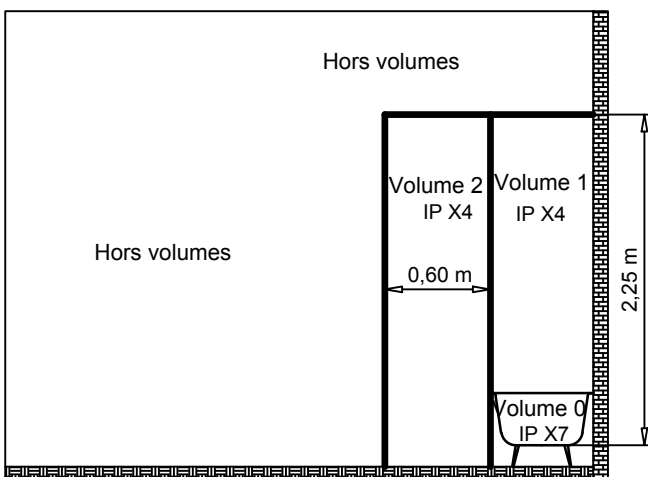 Hors volumes
Volume 2
IP X4
Volume 1
IP X4
Hors volumes
0,60 m
2,25 m
Volume 0
IP X7